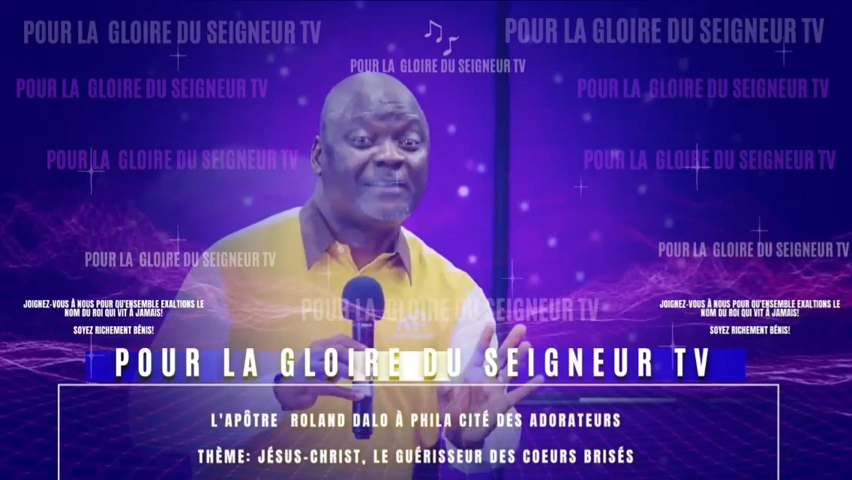 POUR LA GLOIRE DU SEIGNEUR TV
POUR LA GLOIRE DU SEIGNEUR TV
POUR LA GLOIRE DU SEIGNEUR TV
POUR LA GLOIRE DU SEIGNEUR TV
POUR LA GLOIRE DU SEIGNEUR TV
POUR LA GLOIRE DU SEIGNEUR TV
POUR LA GLOIRE DU SEIGNEUR TV
POUR LA GLOIRE DU SEIGNEUR TV
POUR LA GLOIRE DU SEIGNEUR TV
JOIGNEZ-VOUS À NOUS POUR QU'ENSEMBLE EXALTIONS LE
NOM DU ROI QUI VIT À JAMAIS!
SOYEZ RICHEMENT BÉNIS!
POUR LA GLOIRE DU SEIGNEUR TV
JOIGNEZ-VOUS À NOUS POUR QU'ENSEMBLE EXALTIONS LE
NOM DU ROI QUI VIT À JAMAIS!
SOYEZ RICHEMENT BÉNIS!
POUR LA GLOIRE DU SEIGNEUR TV
L'APÔTRE ROLAND DALO À PHILA CITÉ DES ADORATEURS
THÈME: JÉSUS-CHRIST, LE GUÉRISSEUR DES COEURS BRISÉS